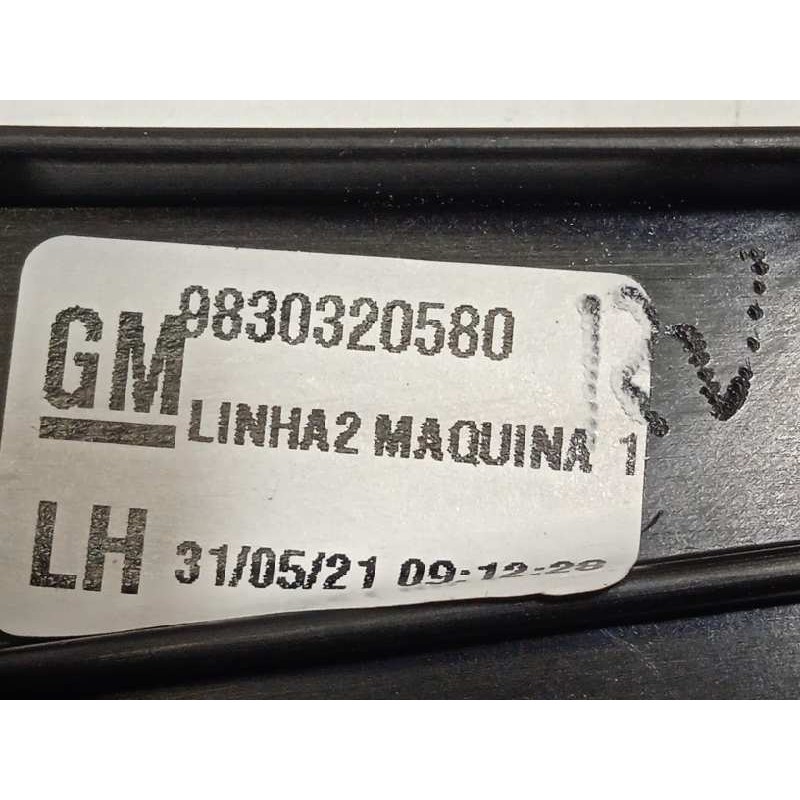 9830320580
GM
LINHA2 MAQUINA 1
LH 31/05/21 09:12:28